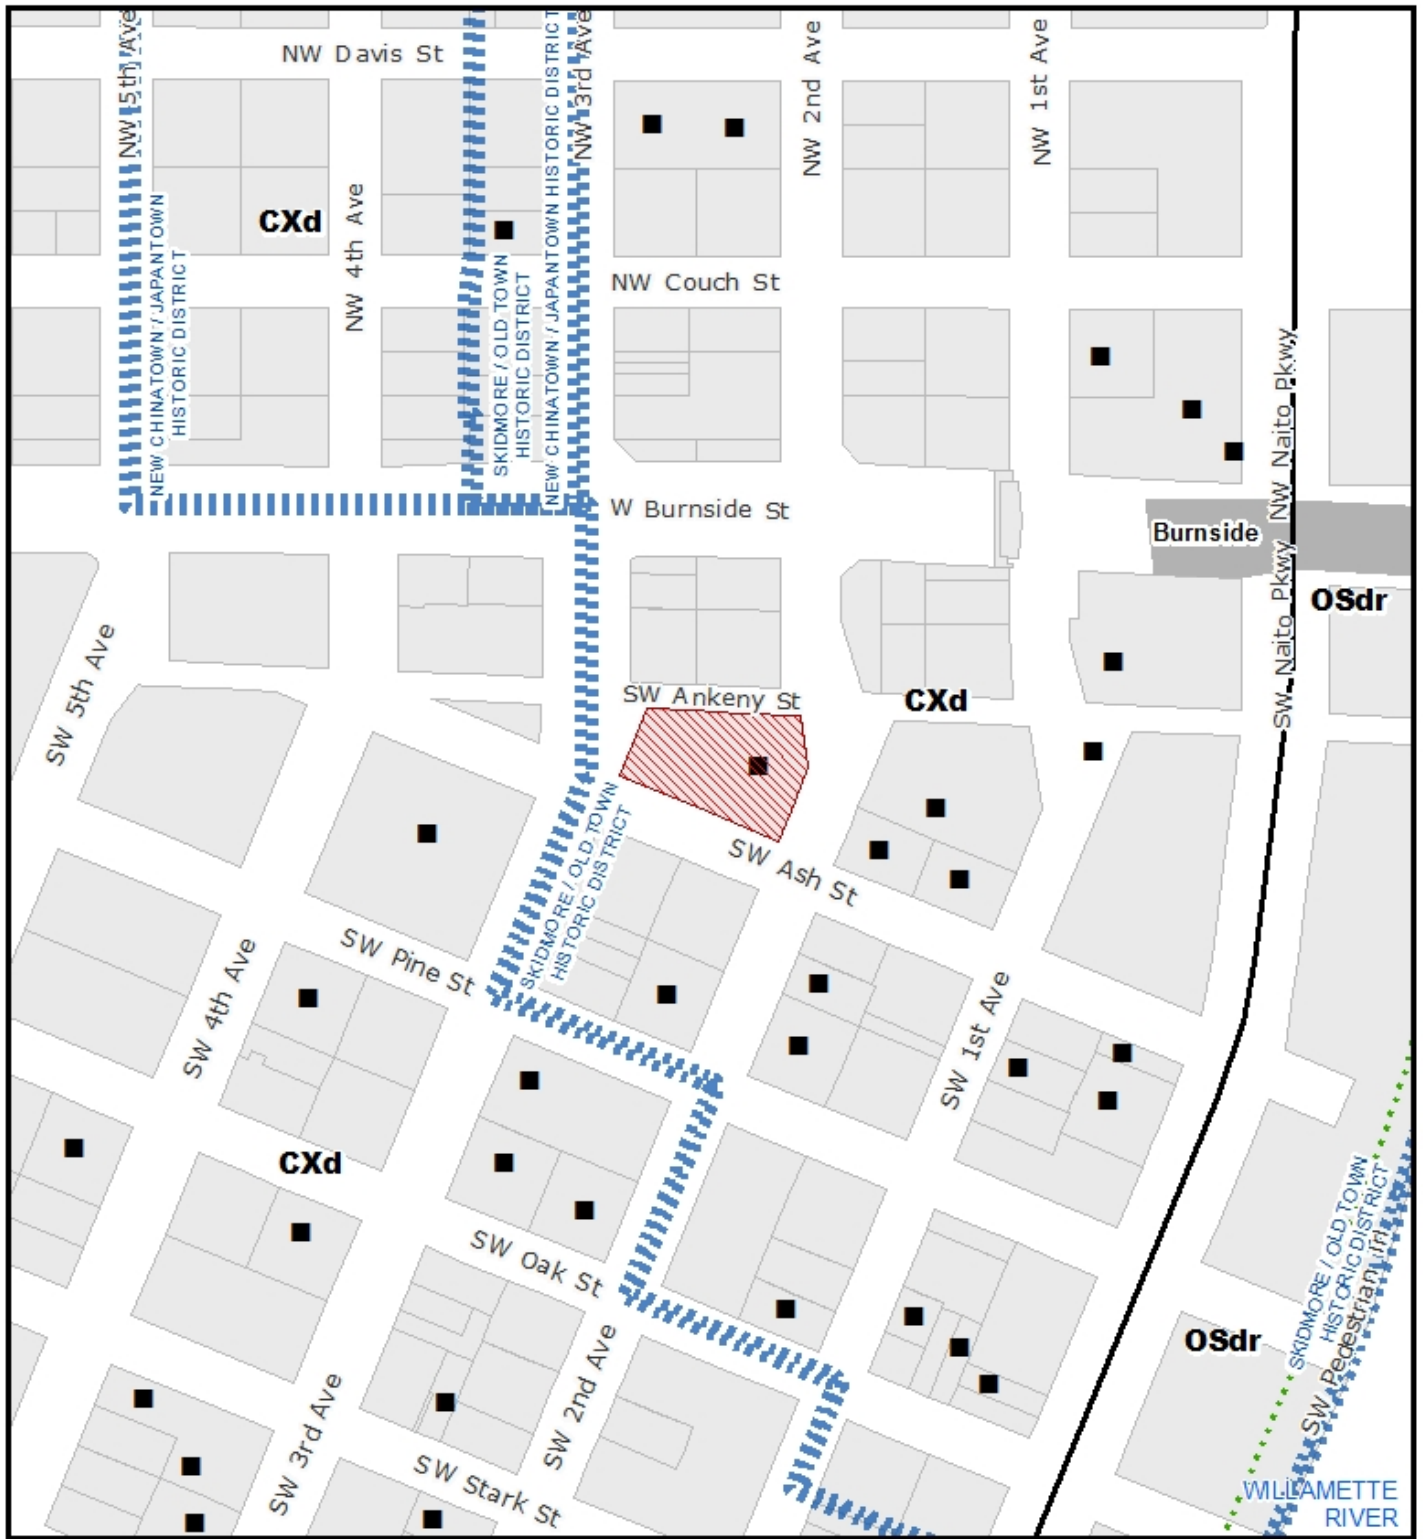 NW 5th Ave
NW Davis St
NEW CHINATOWN / JAPANTOWN HISTORIC DISTRICT
NW 3rd Ave
NW 2nd Ave
NW 1st Ave
CXd
NW 4th Ave
NEW CHINATOWN / JAPANTOWN
HISTORIC DISTRICT
SKIDMORE / OLD TOWN
HISTORIC DISTRICT
NW Couch St
NW Naito Pkwy
W Burnside St
Burnside
SW Naito Pkwy
OSdr
SW 5th Ave
SW Ankeny St
CXd
SKIDMORE / OLD TOWN
HISTORIC DISTRICT
SW Ash St
SW Pine St
SW 4th Ave
SW 1st Ave
CXd
SW Oak St
SKIDMORE / OLD TOWN
HISTORIC DISTRICT
SW Pedestrian Trl
OSdr
SW 2nd Ave
SW 3rd Ave
SW Stark St
WILLAMETTE
RIVER